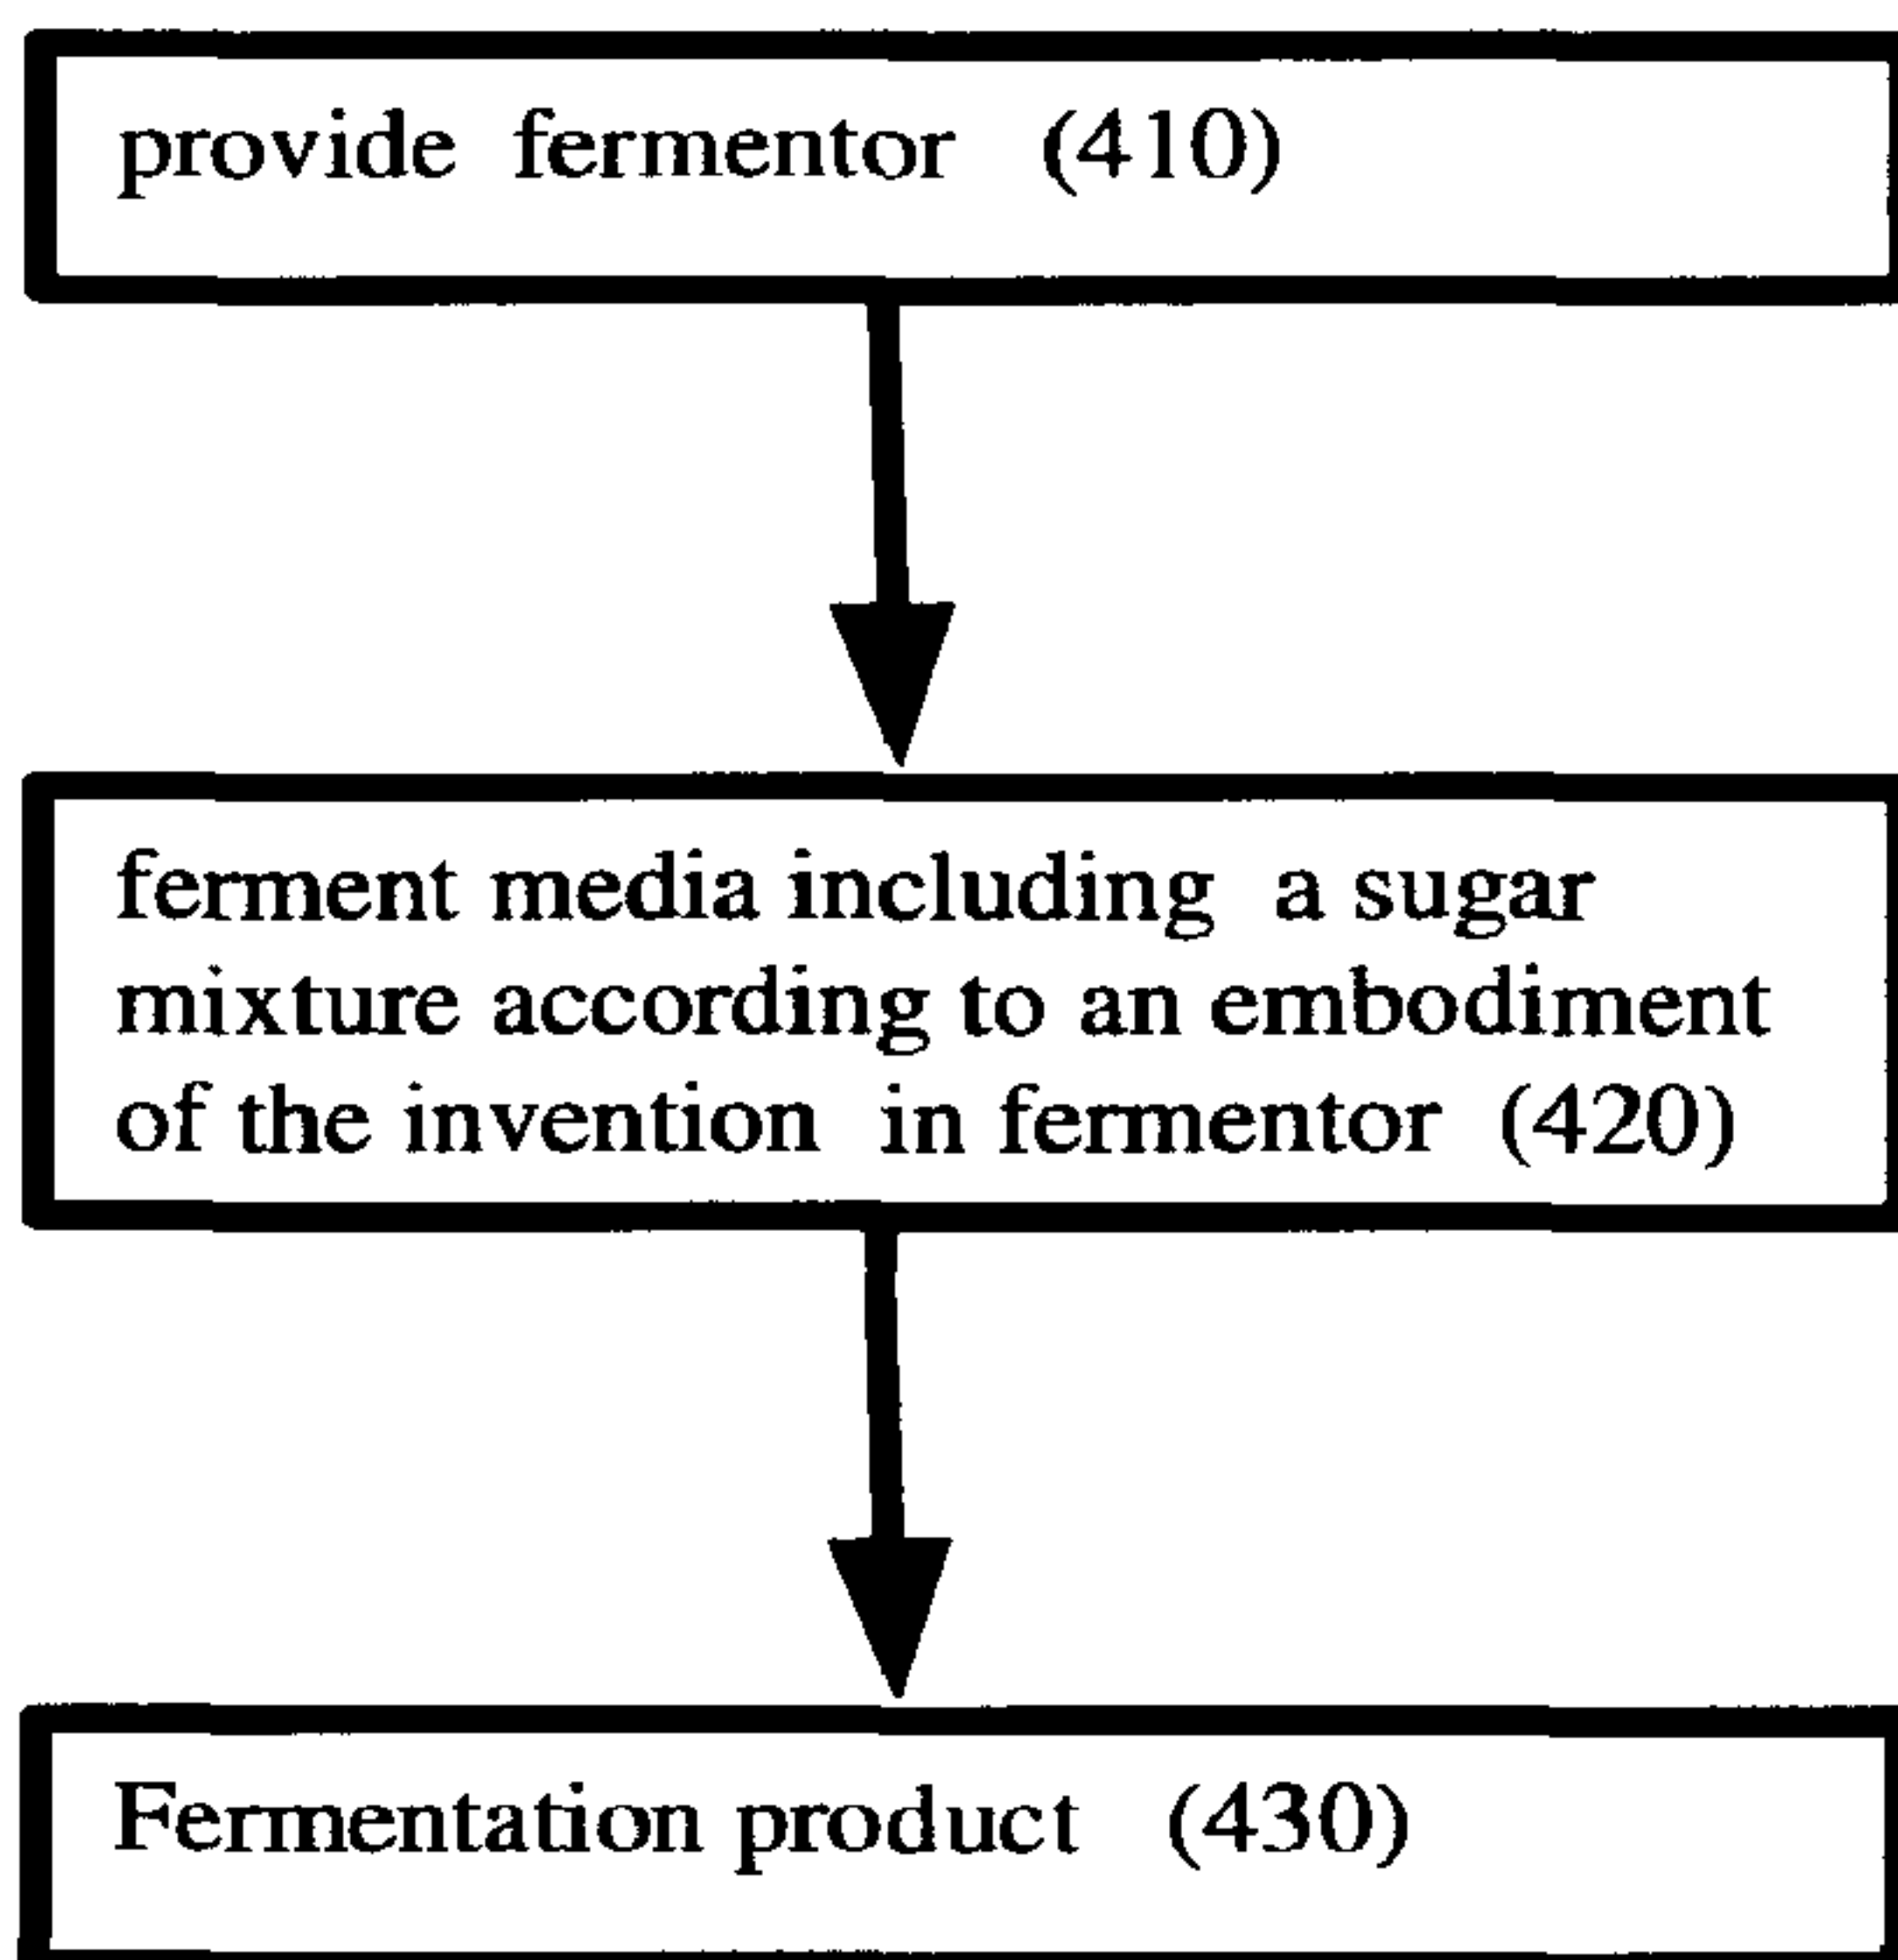 provide fermentor (410)
ferment media including a sugar
mixture according to an embodiment
of the invention in fermentor (420)
Fermentation product (430)